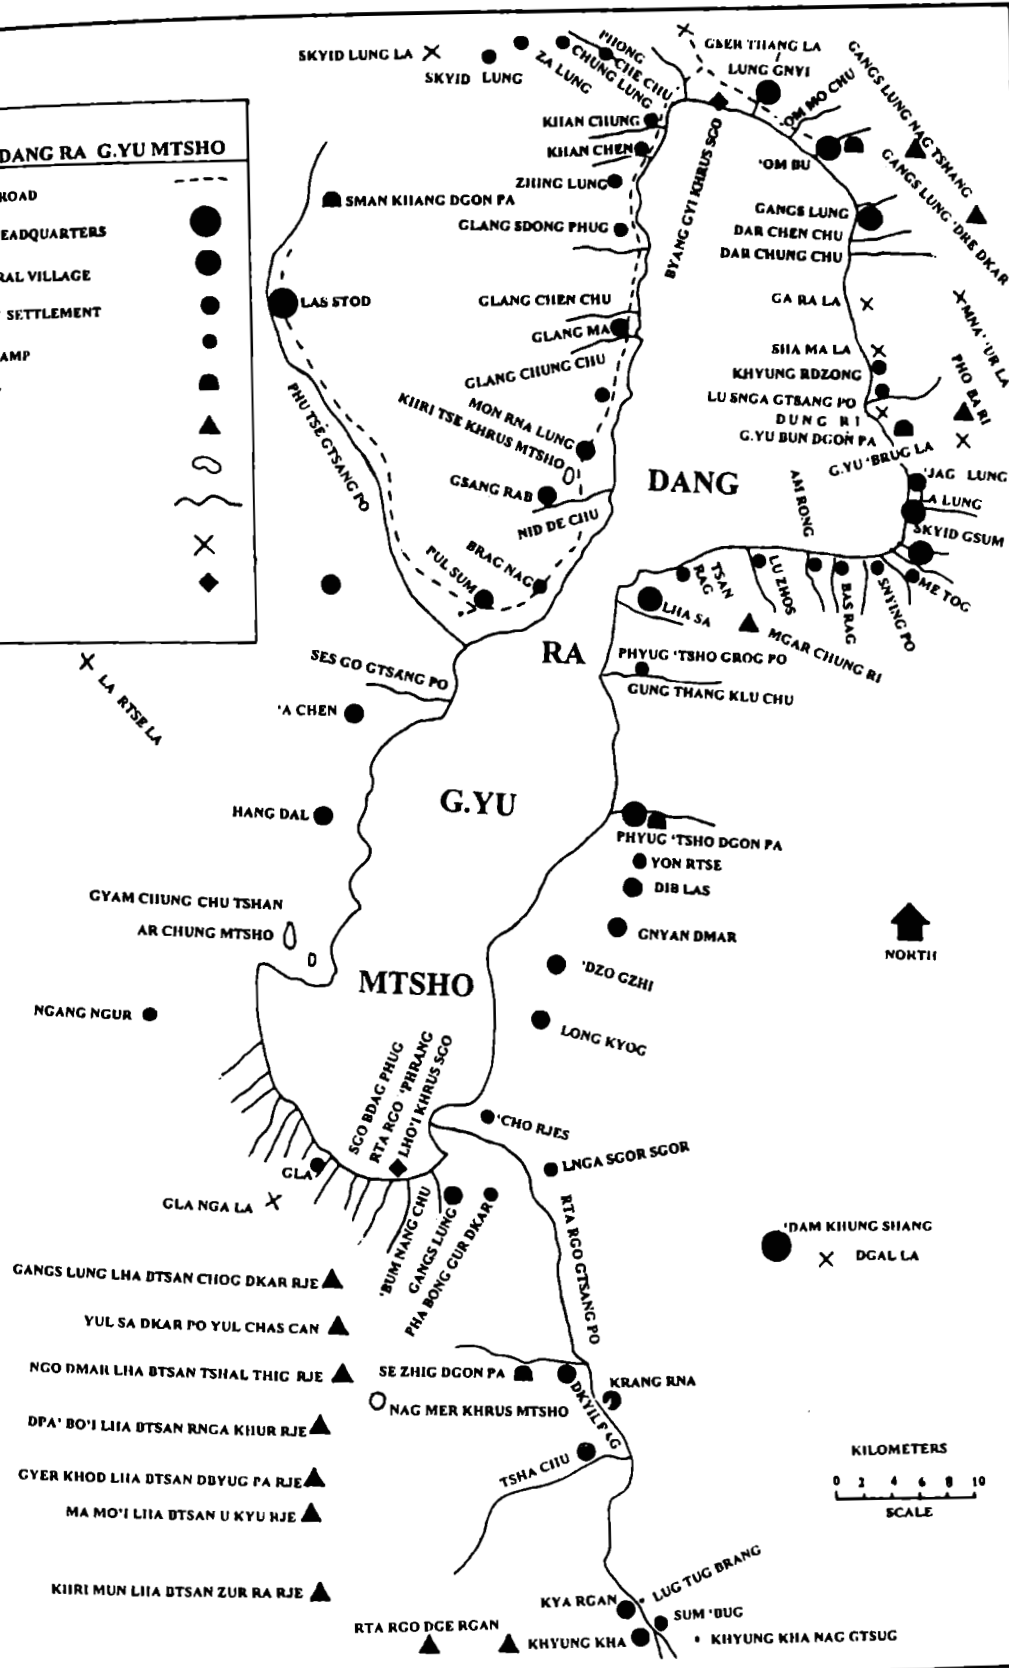 SKYID LUNG LA
SKYID LUNG
ZA LUNG
CHUNG LUNG
PHONG
CHE CHU
GSER THANG LA
LUNG GNYI
'OM MO CHU
GANGS LUNG NAG TSHANG
KHAN CHUNG
KHAN CHEN
'OM BU
GANGS LUNG 'DRE DKAR
DANG RA G.YU MTSHO
ROAD
EADQUARTERS
RAL VILLAGE
SETTLEMENT
AMP
ZHING LUNG
SMAN KHANG DGON PA
GLANG SDONG PHUG
BYANG GYI KHRUS SGO
GANGS LUNG
DAR CHEN CHU
DAR CHUNG CHU
LAS STOD
GLANG CHEN CHU
GLANG MA
GLANG CHUNG CHU
GA RA LA
MNA' 'UR LA
SHA MA LA
KHYUNG RDZONG
PHO BA RI
LU SNGA GTSANG PO
DUNG RI
G.YU BUN DGON PA
G.YU 'BRUG LA
PHU TSE GTSANG PO
MON RNA LUNG
KHRI TSE KHRUS MTSHO
GSANG RAB
NID DE CHU
DANG
'JAG LUNG
LA LUNG
SKYID GSUM
AM RONG
BRAG NAG
PUL SUM
TSAN RAG
LU ZHOS
BAS RAG
SNYING PO
ME TOG
LHA SA
MGAR CHUNG RI
RA
PHYUG 'TSHO GROG PO
GUNG THANG KLU CHU
SES GO GTSANG PO
'A CHEN
LA RTSE LA
HANG DAL
G.YU
PHYUG 'TSHO DGON PA
YON RTSE
DIB LAS
GNYAN DMAR
GYAM CHUNG CHU TSHAN
AR CHUNG MTSHO
NORTH
'DZO GZHI
MTSHO
NGANG NGUR
LONG KYOG
SGO BDAG PHUG
RTA RGO 'PHRANG
LHO'I KHRUS SGO
'CHO RJES
LNGA SGOR SGOR
GLA
GLA NGA LA
'BUM NANG CHU
GANGS LUNG
PHA BONG GUR DKAR
RTA RGO GTSANG PO
'DAM KHUNG SHANG
DGAL LA
GANGS LUNG LHA BTSAN CHOG DKAR RJE
YUL SA DKAR PO YUL CHAS CAN
NGO DMAR LHA BTSAN TSHAL THIG RJE
SE ZHIG DGON PA
KRANG RNA
NAG MER KHRUS MTSHO
DPA' BO'I LHA BTSAN RNGA KHUR RJE
TSHA CHU
KILOMETERS
0 2 4 6 8 10
SCALE
GYER KHOD LHA BTSAN DBYUG PA RJE
MA MO'I LHA BTSAN U KYU RJE
KHRI MUN LHA BTSAN ZUR RA RJE
LUG TUG BRANG
KYA RGAN
SUM 'BUG
RTA RGO DGE RGAN
KHYUNG KHA
KHYUNG KHA NAG GTSUG